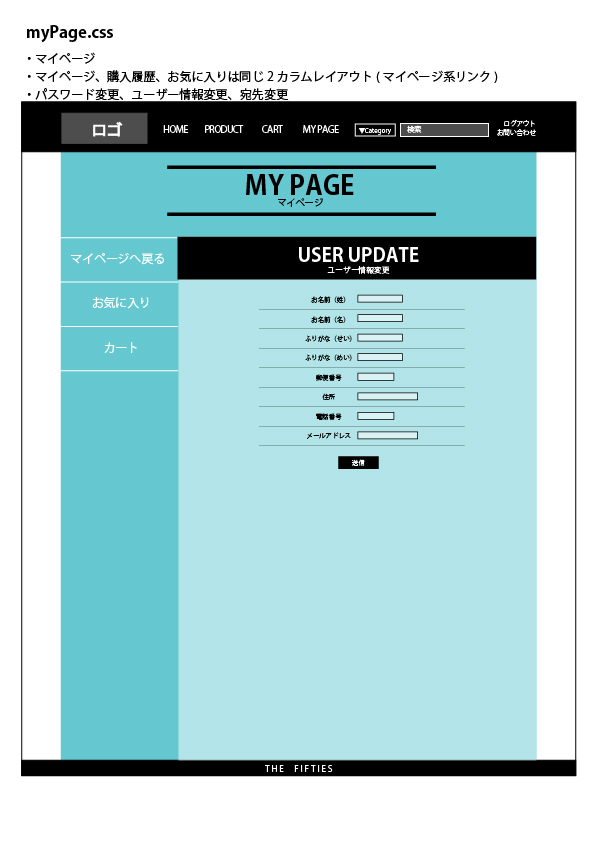 myPage.css
・マイページ
・マイページ、購入履歴、お気に入りは同じ２カラムレイアウト ( マイページ系リンク )
・パスワード変更、ユーザー情報変更、宛先変更
ロゴ HOME PRODUCT CART MY PAGE ▼Category 検索 ログアウト
お問い合わせ
MY PAGE
マイページ
マイページへ戻る
お気に入り
カート
USER UPDATE
ユーザー情報変更
お名前（姓）
お名前（名）
ふりがな（せい）
ふりがな（めい）
郵便番号
住所
電話番号
メールアドレス
送信
THE FIFTIES